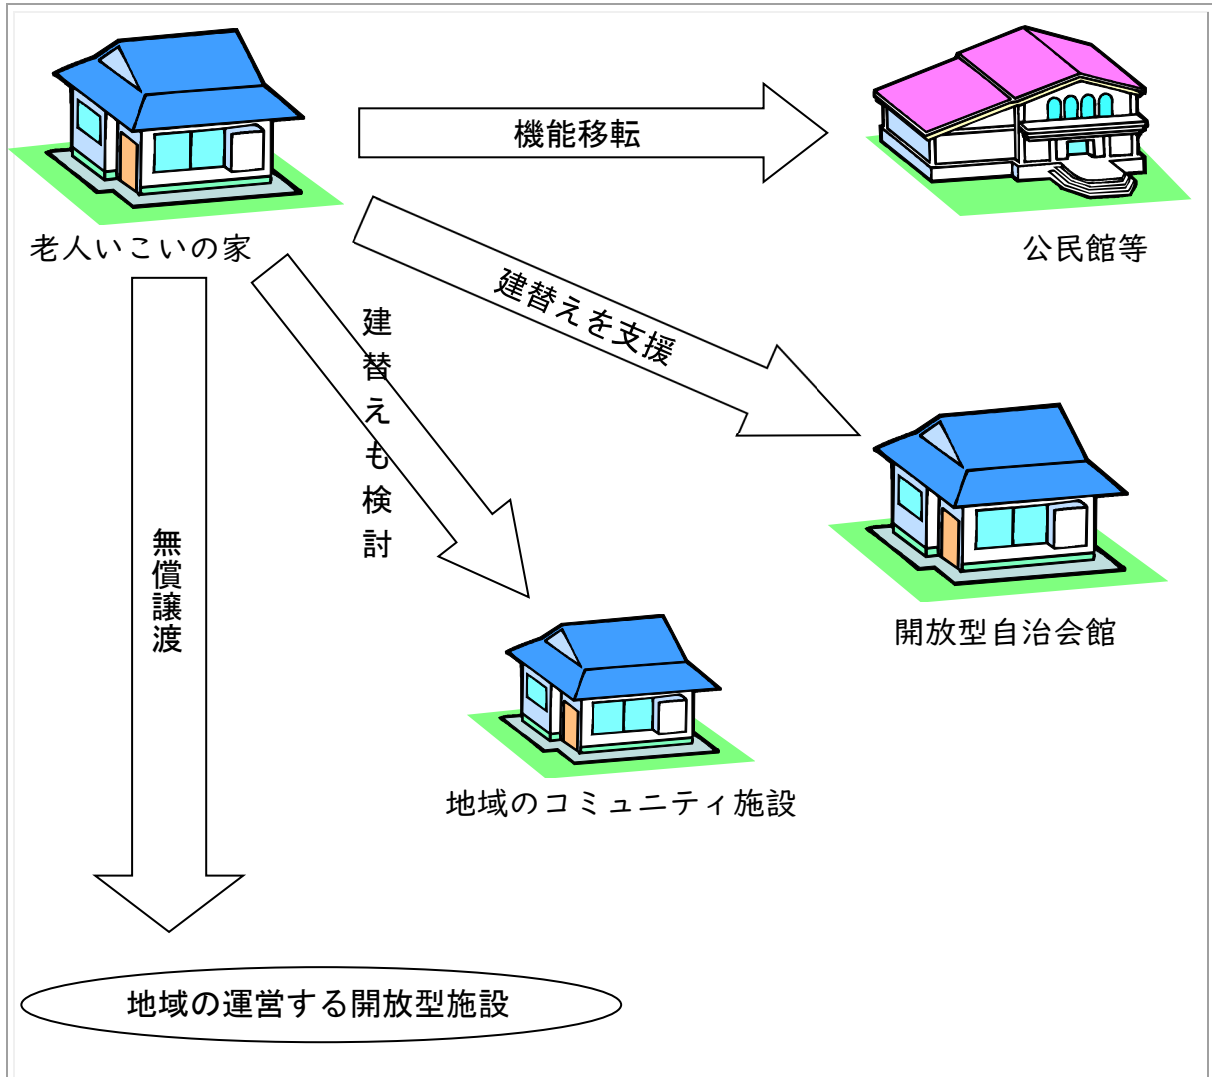 機能移転
老人いこいの家
公民館等
建替えを支援
建替えも検討
無償譲渡
開放型自治会館
地域のコミュニティ施設
地域の運営する開放型施設